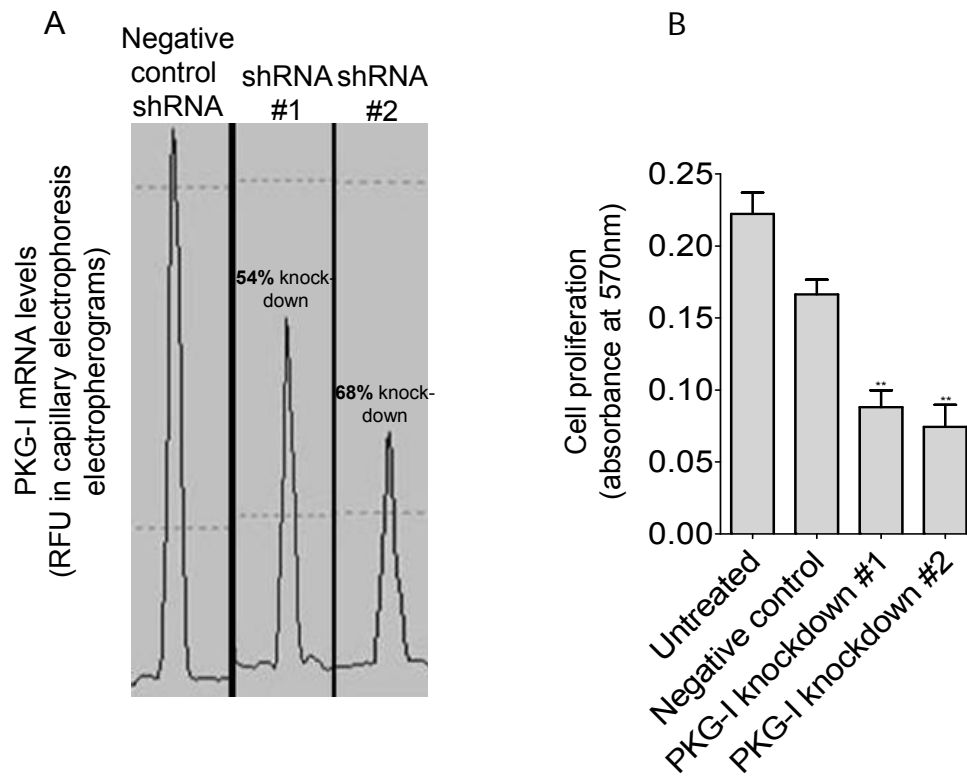 A
Negative
control
shRNA
shRNA
#1
shRNA
#2
PKG-I mRNA levels
(RFU in capillary electrophoresis
electropherograms)
54% knock-
down
68% knock-
down
B
Cell proliferation
(absorbance at 570nm)
0.25
0.20
0.15
0.10
0.05
0.00
**
**
Untreated
Negative control
PKG-I knockdown #1
PKG-I knockdown #2